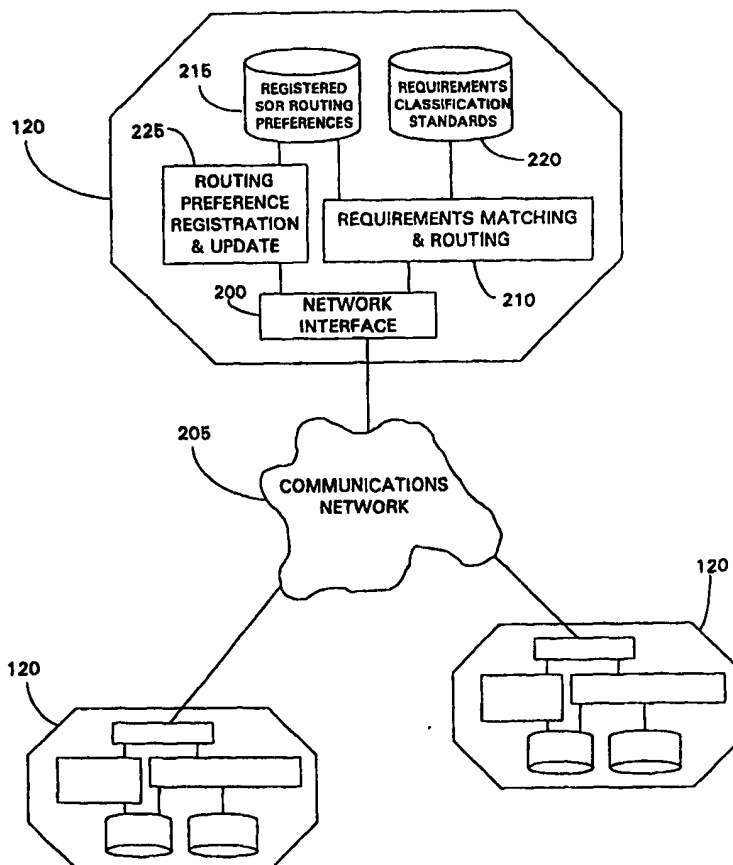 215
REGISTERED
SOR ROUTING
PREFERENCES
REQUIREMENTS
CLASSIFICATION
STANDARDS
225
220
120
ROUTING
PREFERENCE
REGISTRATION
& UPDATE
REQUIREMENTS MATCHING
& ROUTING
200
210
NETWORK
INTERFACE
205
COMMUNICATIONS
NETWORK
120
120